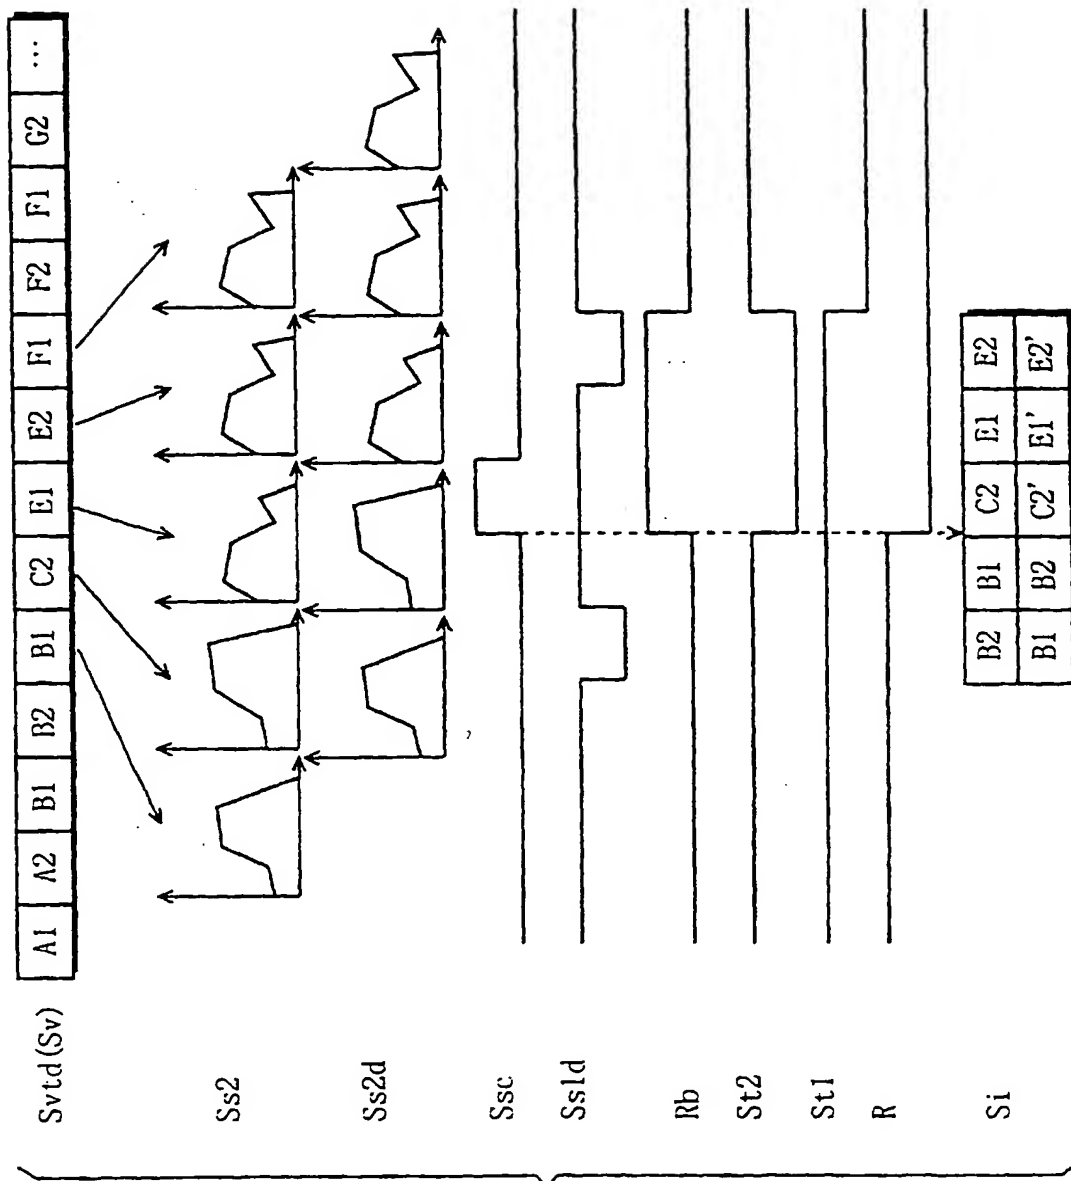 Svtd(Sv) A1 A2 B1 B2 B1 C2 E1 E2 F1 F2 F1 G2 ...
Ss2
Ss2d
Ssc
Ss1d
Rb
St2
St1
R
Si B2 B1 C2 E1 E2
B1 B2 C2' E1' E2'